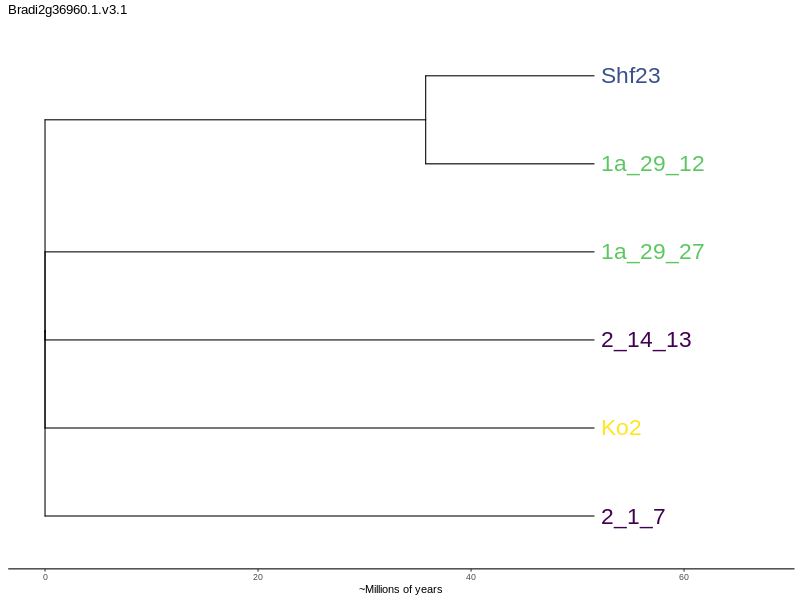 Bradi2g36960.1.v3.1
Shf23
1a_29_12
1a_29_27
2_14_13
Ko2
2_1_7
0 20 40 60
~Millions of years